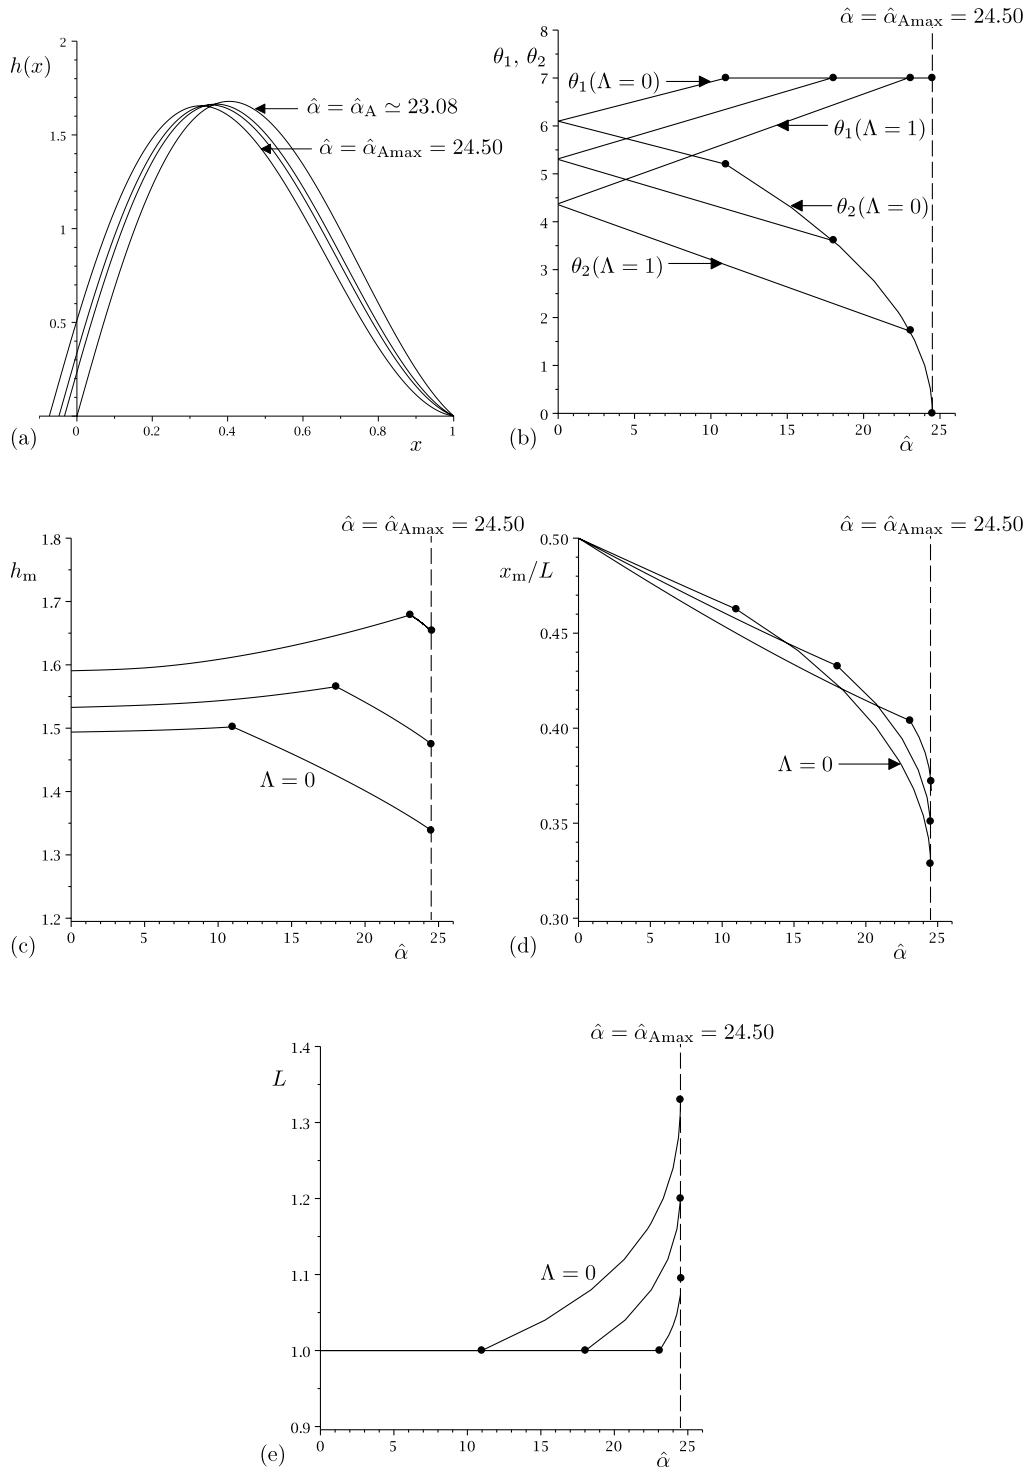 2
h(x)
1.5
1
0.5
α̂ = α̂_A ≃ 23.08
α̂ = α̂_Amax = 24.50
0 0.2 0.4 0.6 0.8 1
(a) x
α̂ = α̂_Amax = 24.50
8
θ₁, θ₂
7
6
5
4
3
2
1
0
θ₁(Λ = 0)
θ₁(Λ = 1)
θ₂(Λ = 0)
θ₂(Λ = 1)
0 5 10 15 20 25
(b) α̂
α̂ = α̂_Amax = 24.50
1.8
h_m
1.7
1.6
1.5
1.4
1.3
1.2
Λ = 0
0 5 10 15 20 25
(c) α̂
α̂ = α̂_Amax = 24.50
0.50
x_m/L
0.45
0.40
0.35
0.30
Λ = 0
0 5 10 15 20 25
(d) α̂
α̂ = α̂_Amax = 24.50
1.4
L
1.3
1.2
1.1
1.0
0.9
Λ = 0
0 5 10 15 20 25
(e) α̂